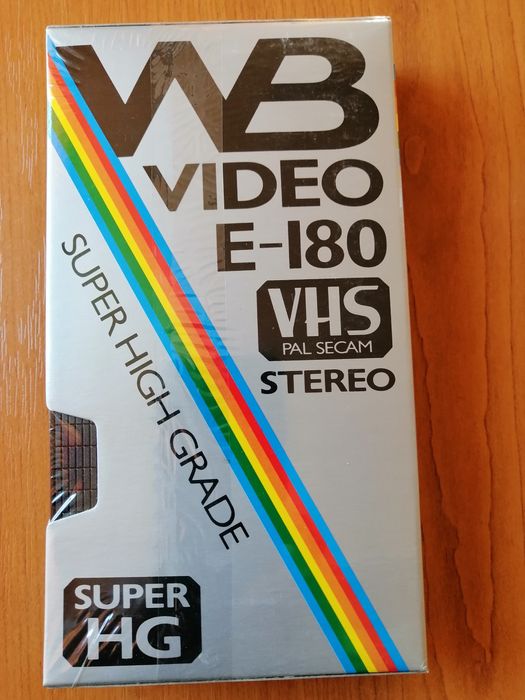 WB
VIDEO
E-180
VHS
PAL SECAM
STEREO
SUPER HIGH GRADE
SUPER
HG